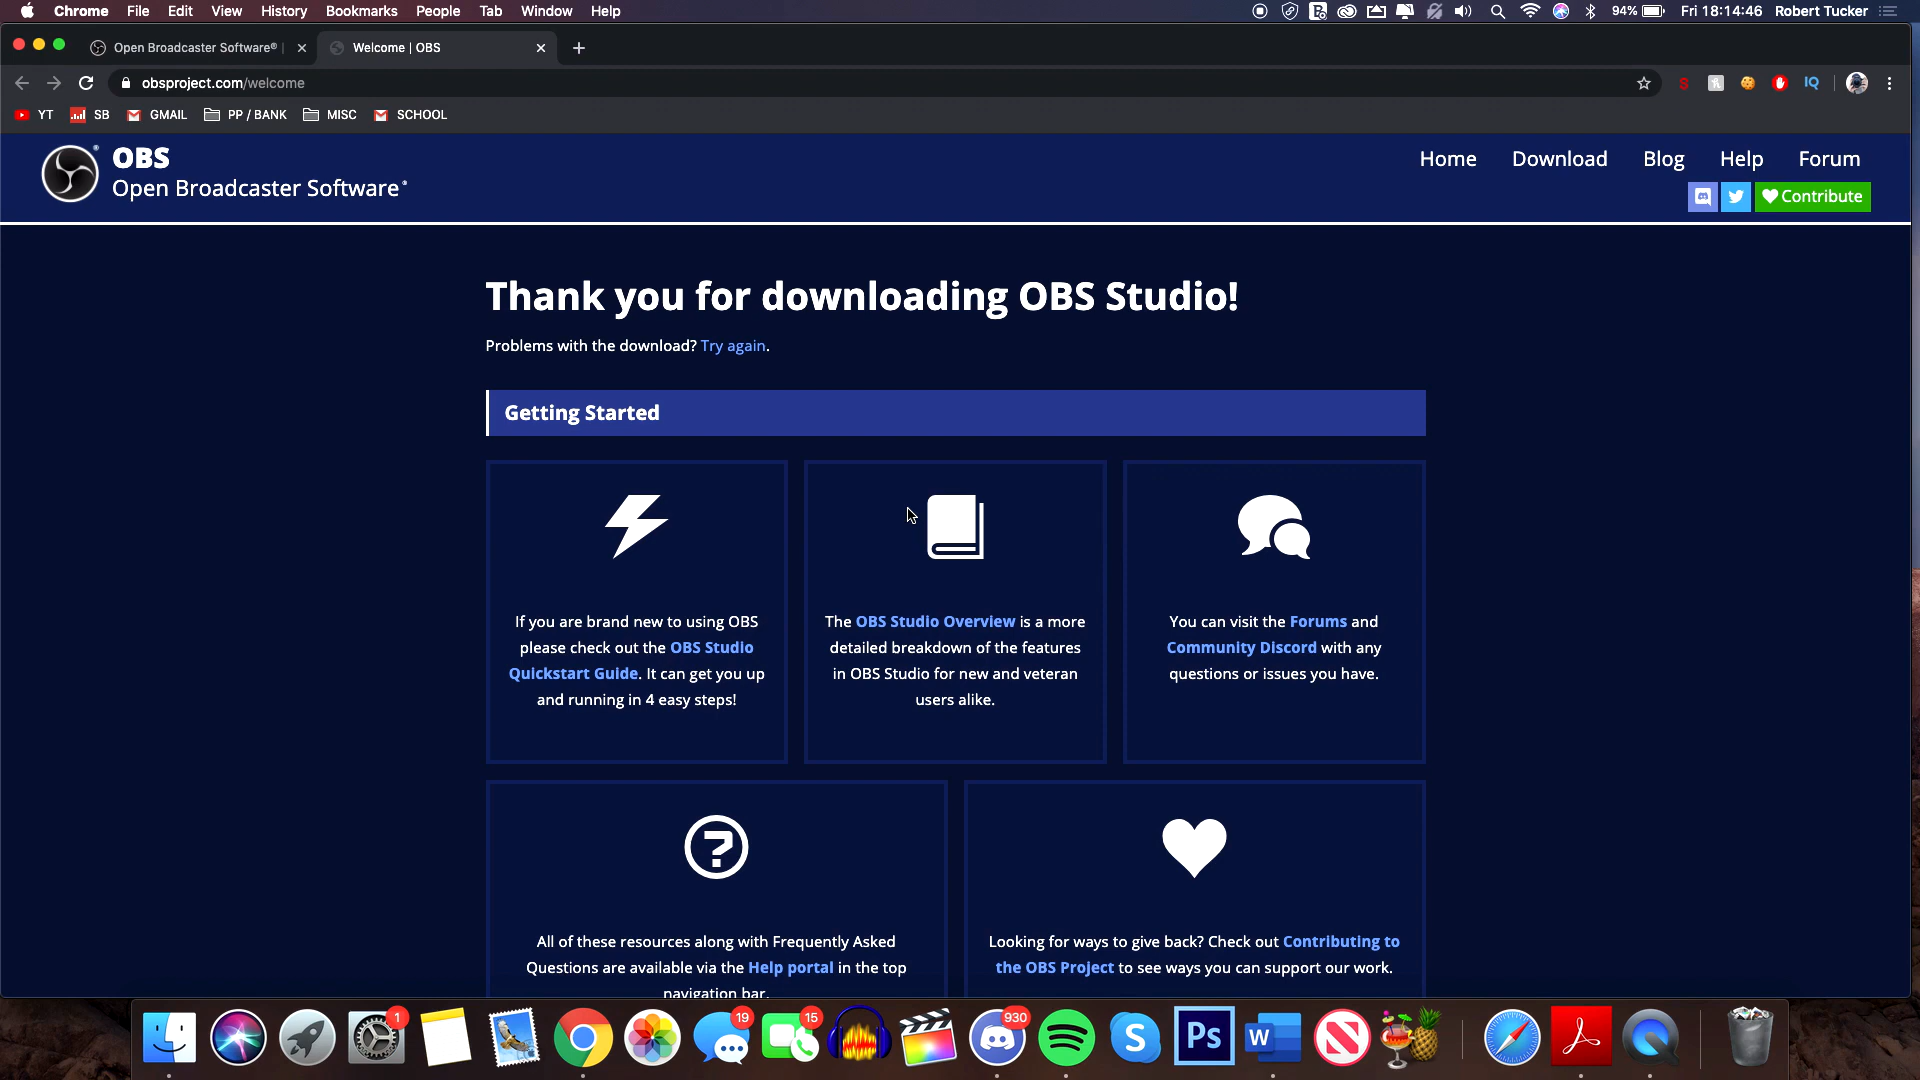 Chrome File Edit View History Bookmarks People Tab Window Help
94% Fri 18:14:46 Robert Tucker
Open Broadcaster Software® | Welcome | OBS
obsproject.com/welcome
YT SB GMAIL PP / BANK MISC SCHOOL
OBS
Open Broadcaster Software®
Home Download Blog Help Forum
Contribute
Thank you for downloading OBS Studio!
Problems with the download? Try again.
Getting Started
If you are brand new to using OBS
please check out the OBS Studio
Quickstart Guide. It can get you up
and running in 4 easy steps!
The OBS Studio Overview is a more
detailed breakdown of the features
in OBS Studio for new and veteran
users alike.
You can visit the Forums and
Community Discord with any
questions or issues you have.
All of these resources along with Frequently Asked
Questions are available via the Help portal in the top
navigation bar.
Looking for ways to give back? Check out Contributing to
the OBS Project to see ways you can support our work.
1 19 15 930
S Ps W N